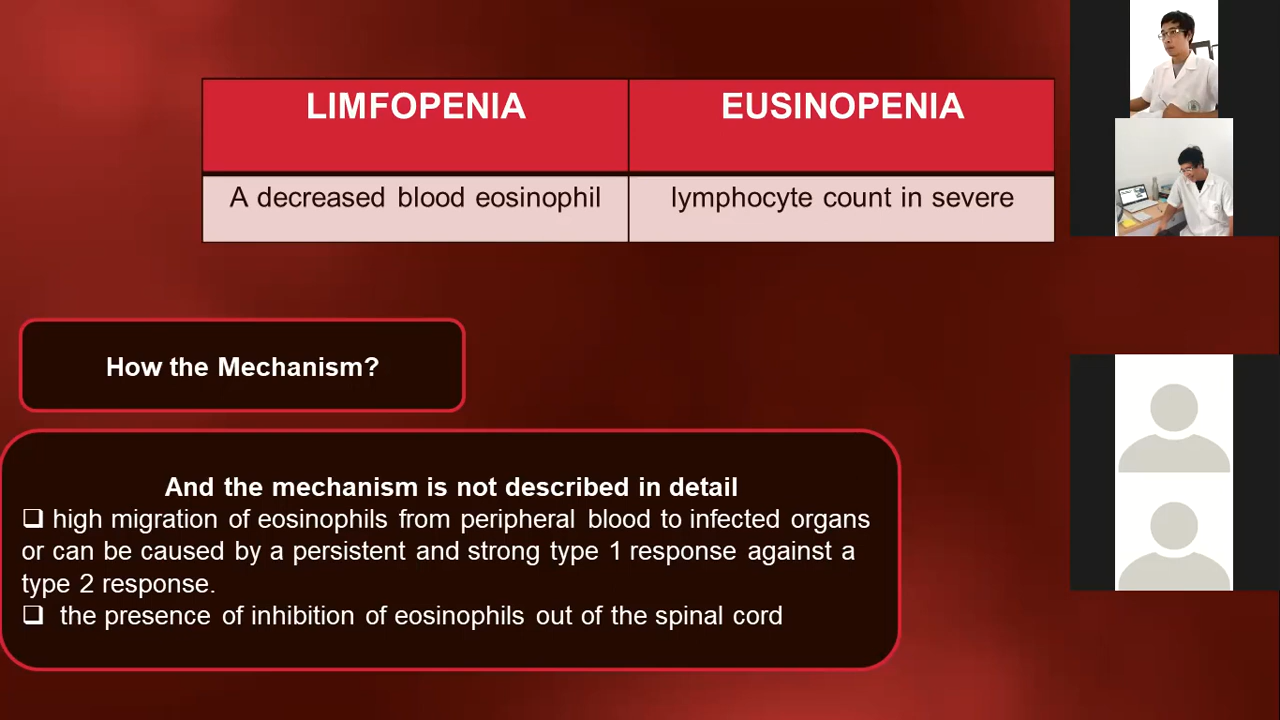 LIMFOPENIA
EUSINOPENIA
A decreased blood eosinophil
lymphocyte count in severe
How the Mechanism?
And the mechanism is not described in detail
❑ high migration of eosinophils from peripheral blood to infected organs
or can be caused by a persistent and strong type 1 response against a
type 2 response.
❑ the presence of inhibition of eosinophils out of the spinal cord